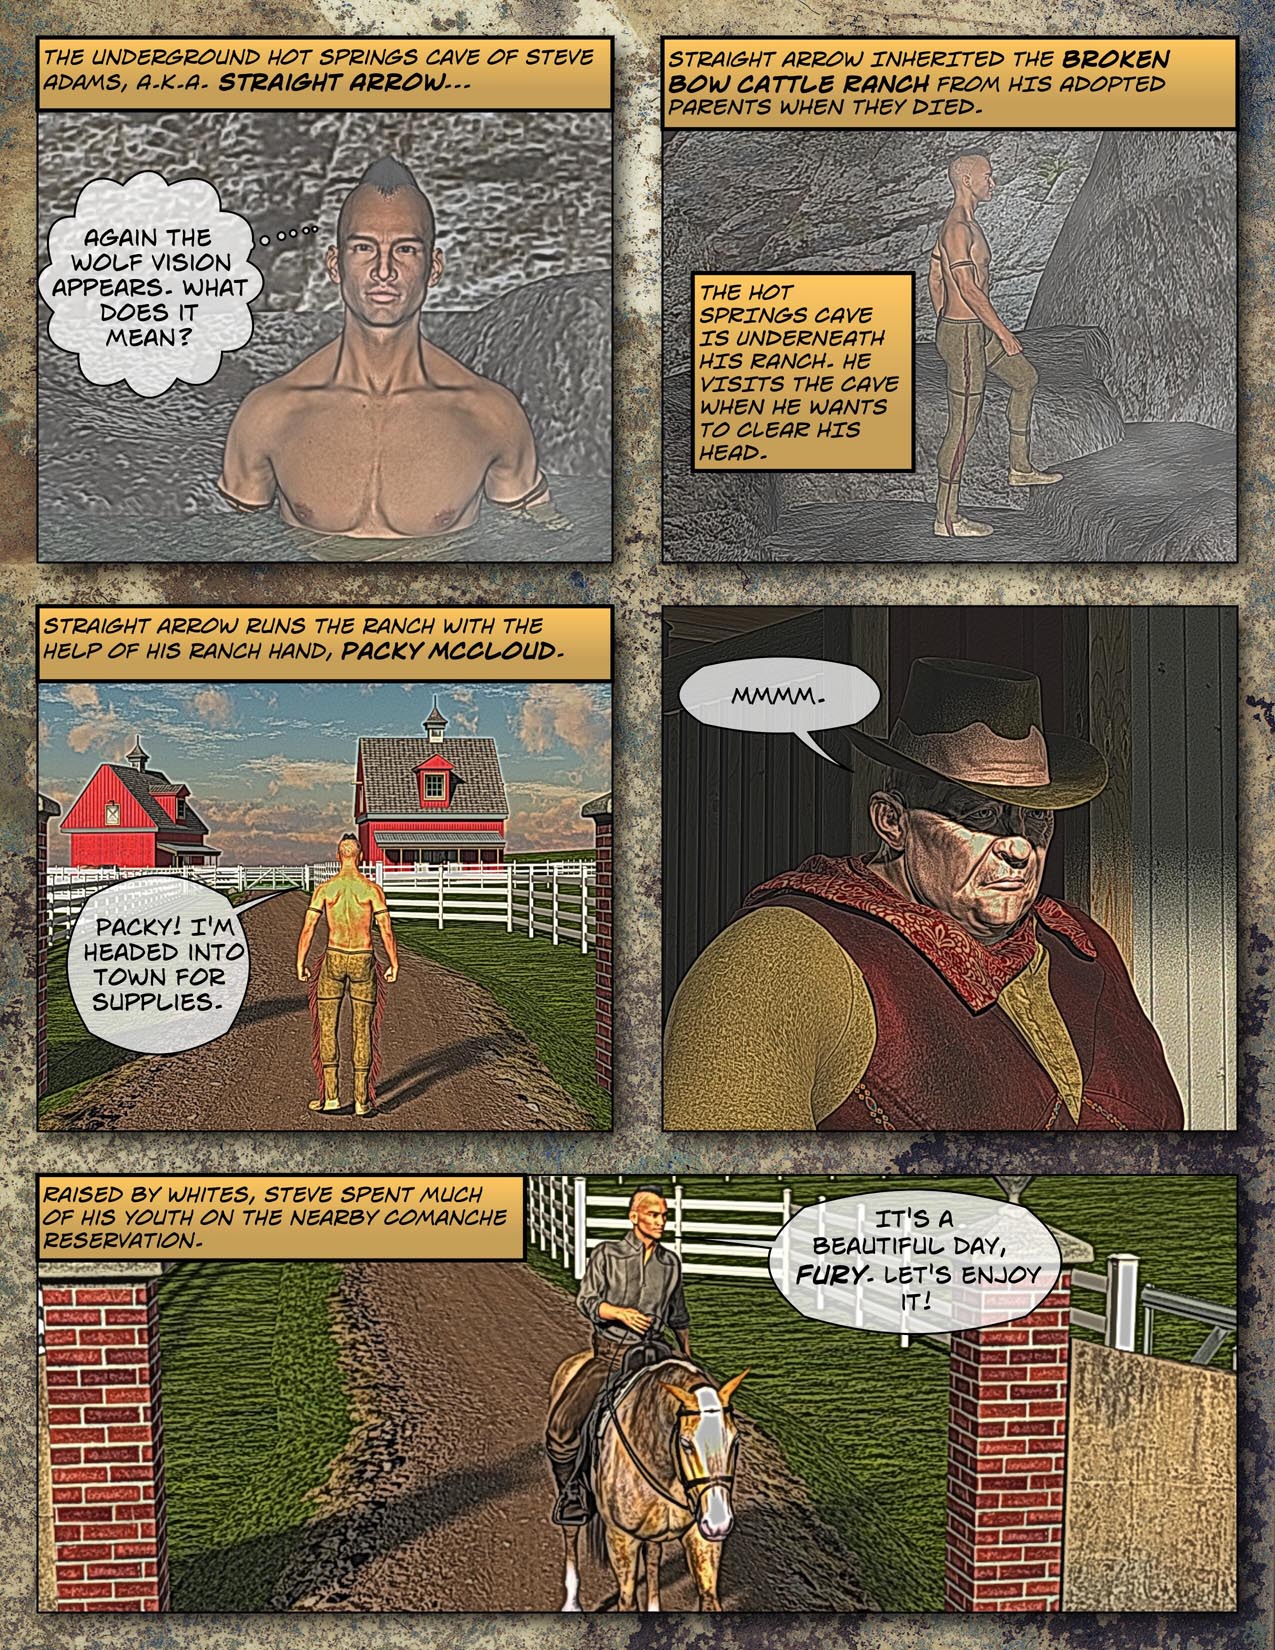 THE UNDERGROUND HOT SPRINGS CAVE OF STEVE
ADAMS, A.K.A. STRAIGHT ARROW...
AGAIN THE
WOLF VISION
APPEARS. WHAT
DOES IT
MEAN?
STRAIGHT ARROW INHERITED THE BROKEN
BOW CATTLE RANCH FROM HIS ADOPTED
PARENTS WHEN THEY DIED.
THE HOT
SPRINGS CAVE
IS UNDERNEATH
HIS RANCH. HE
VISITS THE CAVE
WHEN HE WANTS
TO CLEAR HIS
HEAD.
STRAIGHT ARROW RUNS THE RANCH WITH THE
HELP OF HIS RANCH HAND, PACKY MCCLOUD.
PACKY! I'M
HEADED INTO
TOWN FOR
SUPPLIES.
MMMM.
RAISED BY WHITES, STEVE SPENT MUCH
OF HIS YOUTH ON THE NEARBY COMANCHE
RESERVATION.
IT'S A
BEAUTIFUL DAY,
FURY. LET'S ENJOY
IT!